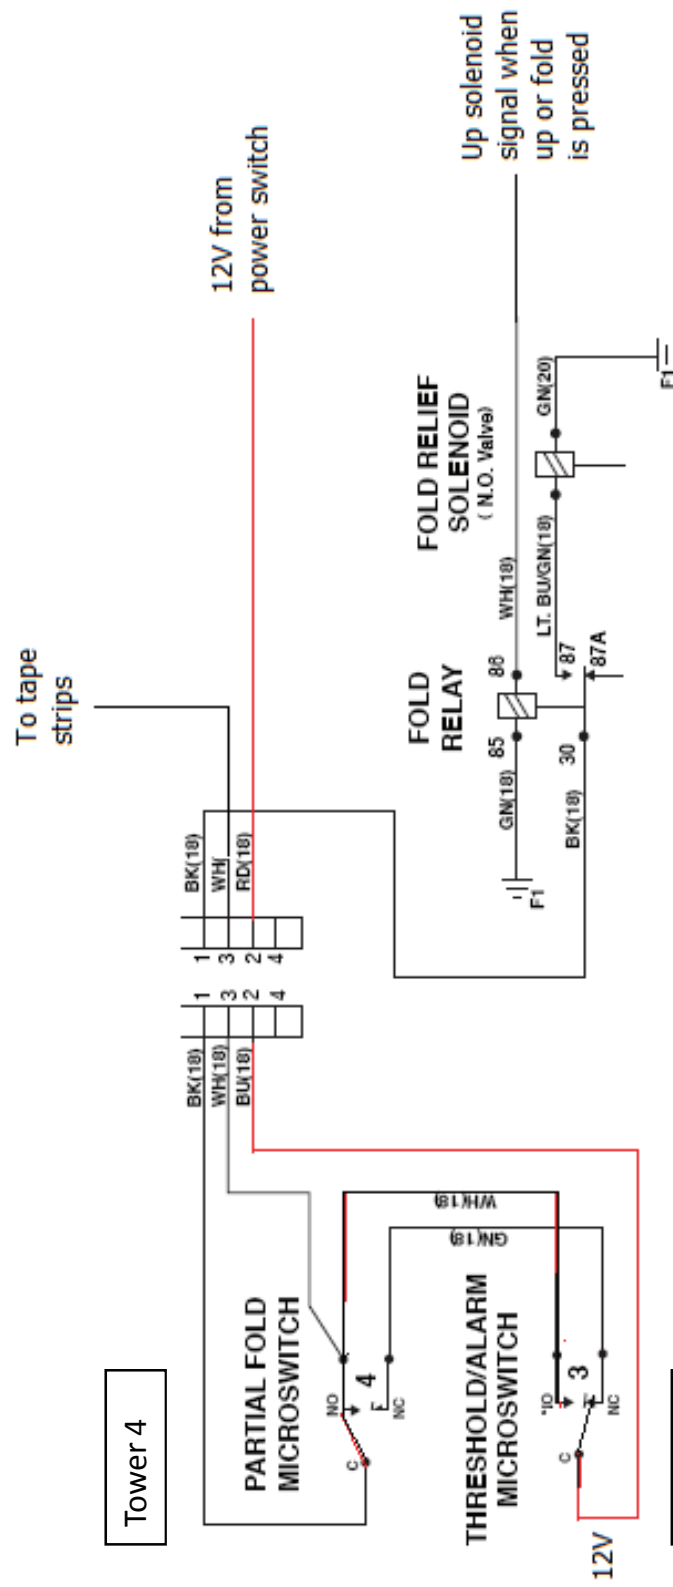 Tower 4
PARTIAL FOLD
MICROSWITCH
C
NO
4
NC
THRESHOLD/ALARM
MICROSWITCH
C
3
NC
12V
WH(18)
GN(18)
BK(18)
WH(18)
BU(18)
1
3
2
4
1
3
2
4
BK(18)
WH(
RD(18)
To tape
strips
12V from
power switch
FOLD
RELAY
85
86
30
87
87A
GN(18)
BK(18)
F1
WH(18)
LT. BU/GN(18)
FOLD RELIEF
SOLENOID
( N.O. Valve)
GN(20)
F1
Up solenoid
signal when
up or fold
is pressed